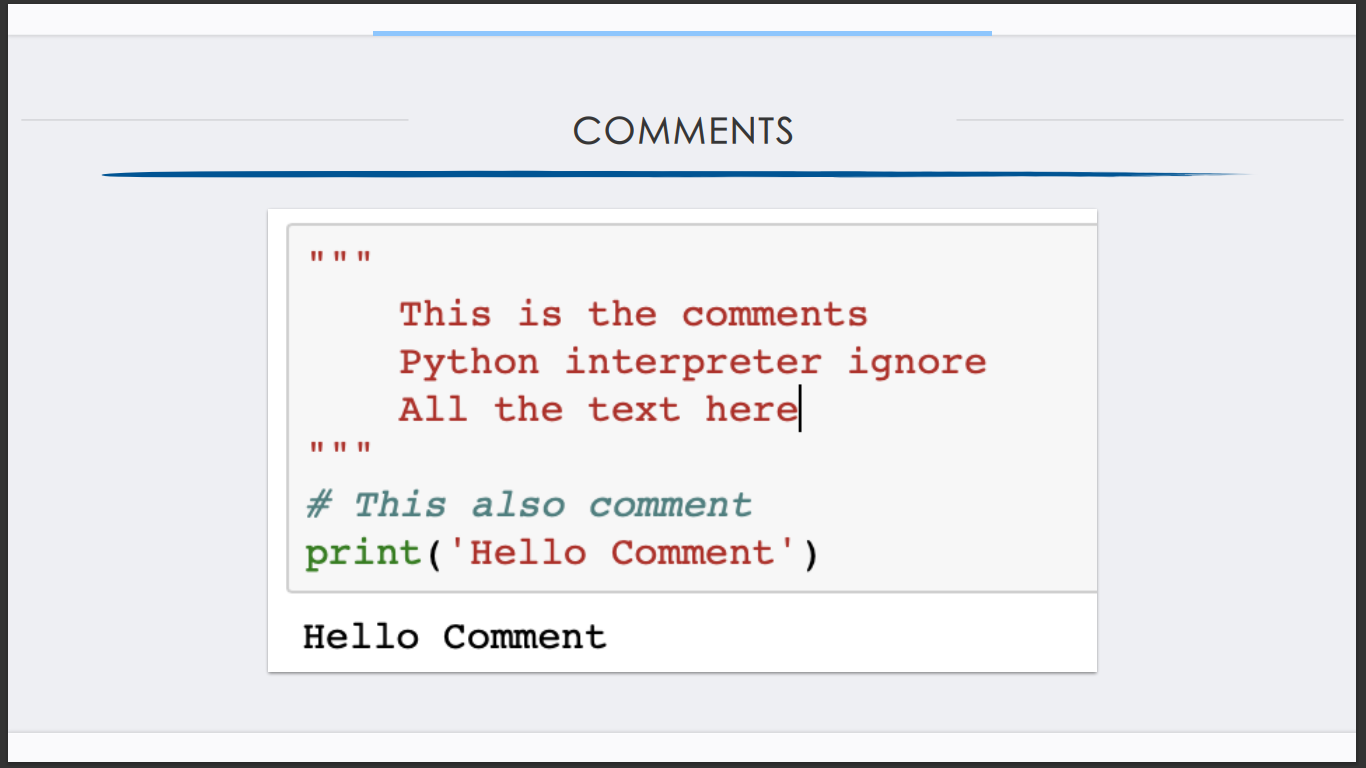 COMMENTS
"""
    This is the comments
    Python interpreter ignore
    All the text here
"""
# This also comment
print('Hello Comment')
Hello Comment